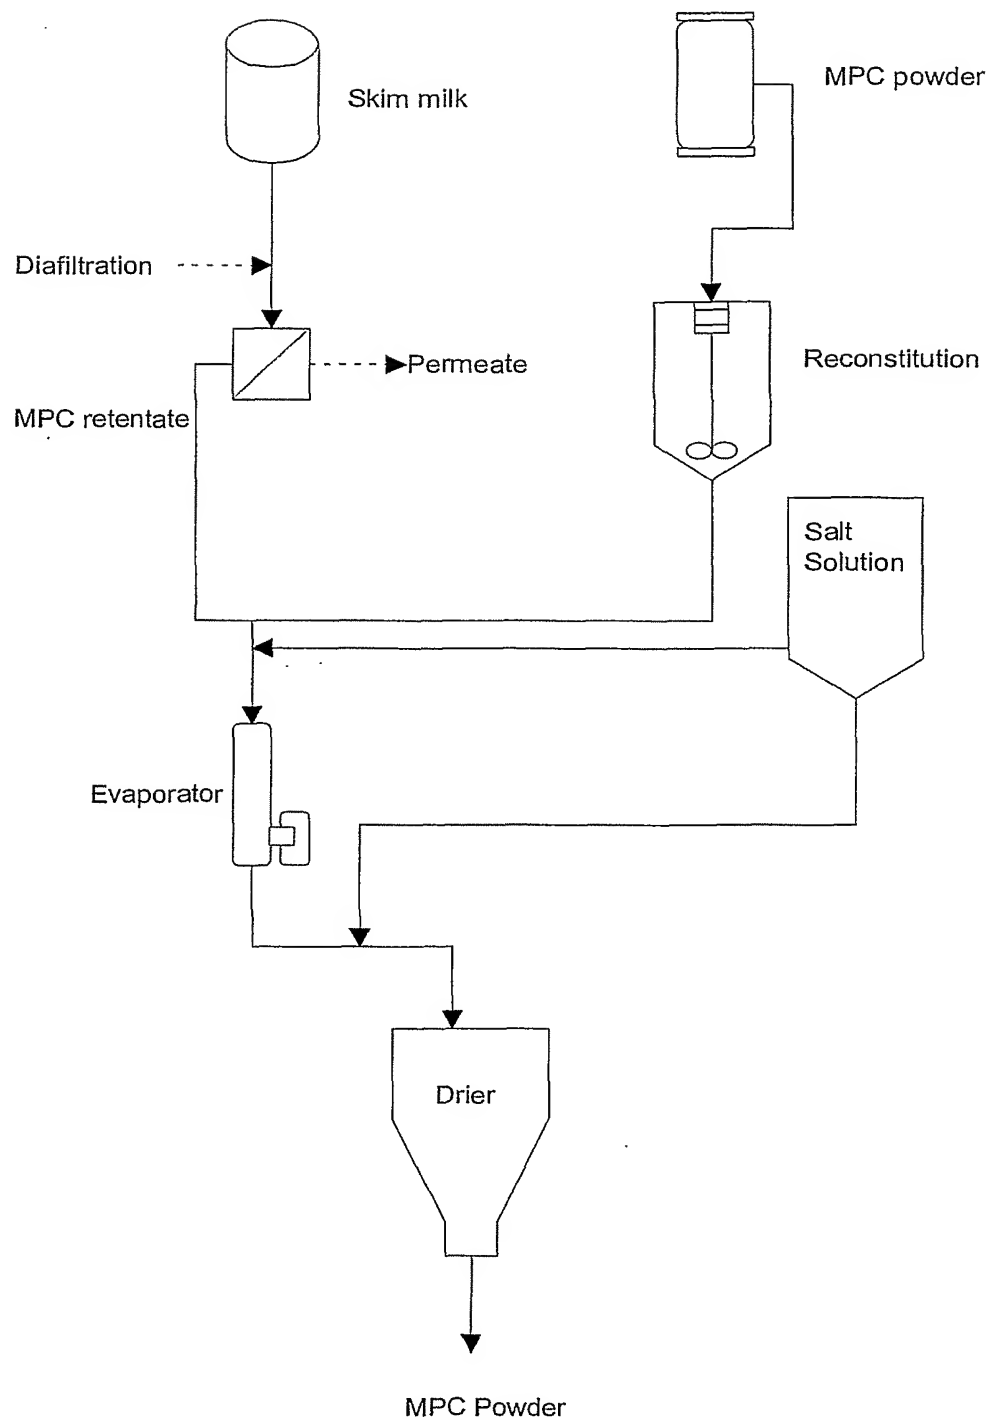 Skim milk
MPC powder
Diafiltration
Permeate
Reconstitution
MPC retentate
Salt
Solution
Evaporator
Drier
MPC Powder